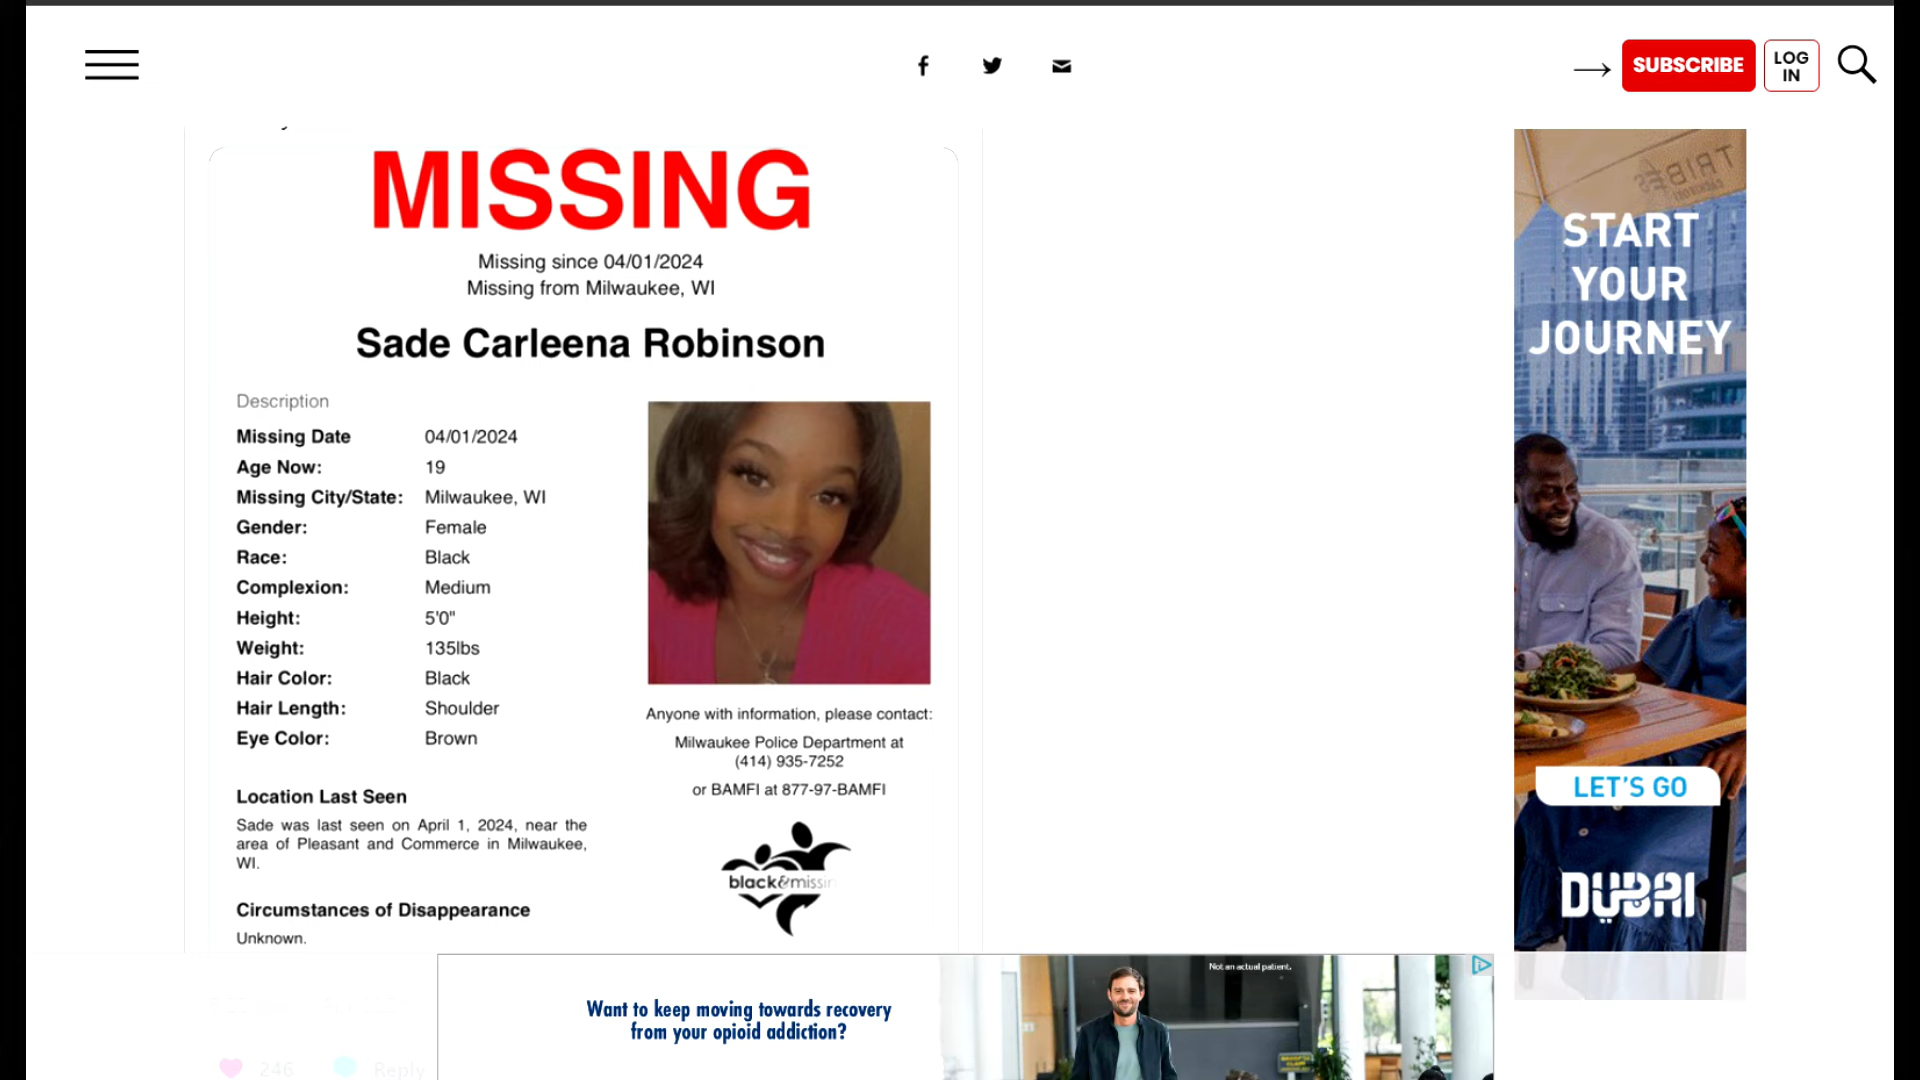 SUBSCRIBE
LOG
IN
MISSING
Missing since 04/01/2024
Missing from Milwaukee, WI
Sade Carleena Robinson
Description
Missing Date 04/01/2024
Age Now: 19
Missing City/State: Milwaukee, WI
Gender: Female
Race: Black
Complexion: Medium
Height: 5'0"
Weight: 135lbs
Hair Color: Black
Hair Length: Shoulder
Eye Color: Brown
Location Last Seen
Sade was last seen on April 1, 2024, near the
area of Pleasant and Commerce in Milwaukee,
WI.
Circumstances of Disappearance
Unknown.
Anyone with information, please contact:
Milwaukee Police Department at
(414) 935-7252
or BAMFI at 877-97-BAMFI
black&missin
246 Reply
TRIBES
START
YOUR
JOURNEY
LET'S GO
DUBAI
Not an actual patient.
Want to keep moving towards recovery
from your opioid addiction?